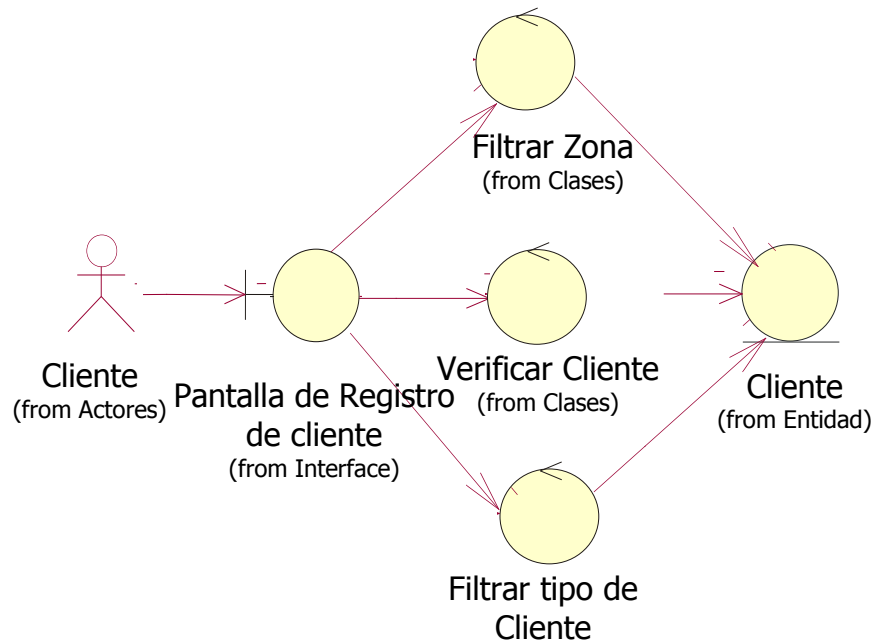 Filtrar Zona
(from Clases)
Cliente
(from Actores)
Pantalla de Registro
de cliente
(from Interface)
Verificar Cliente
(from Clases)
Cliente
(from Entidad)
Filtrar tipo de
Cliente